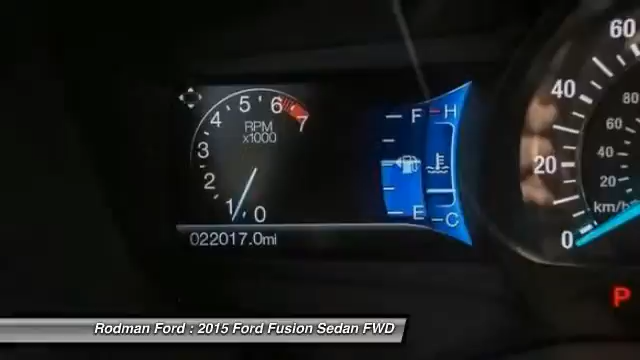 60
5 6 F H 80
4 7 40
RPM
x1000 60
3
20 40
2
20
1 0 E C km/h
022017.0mi 0
P
Rodman Ford : 2015 Ford Fusion Sedan FWD